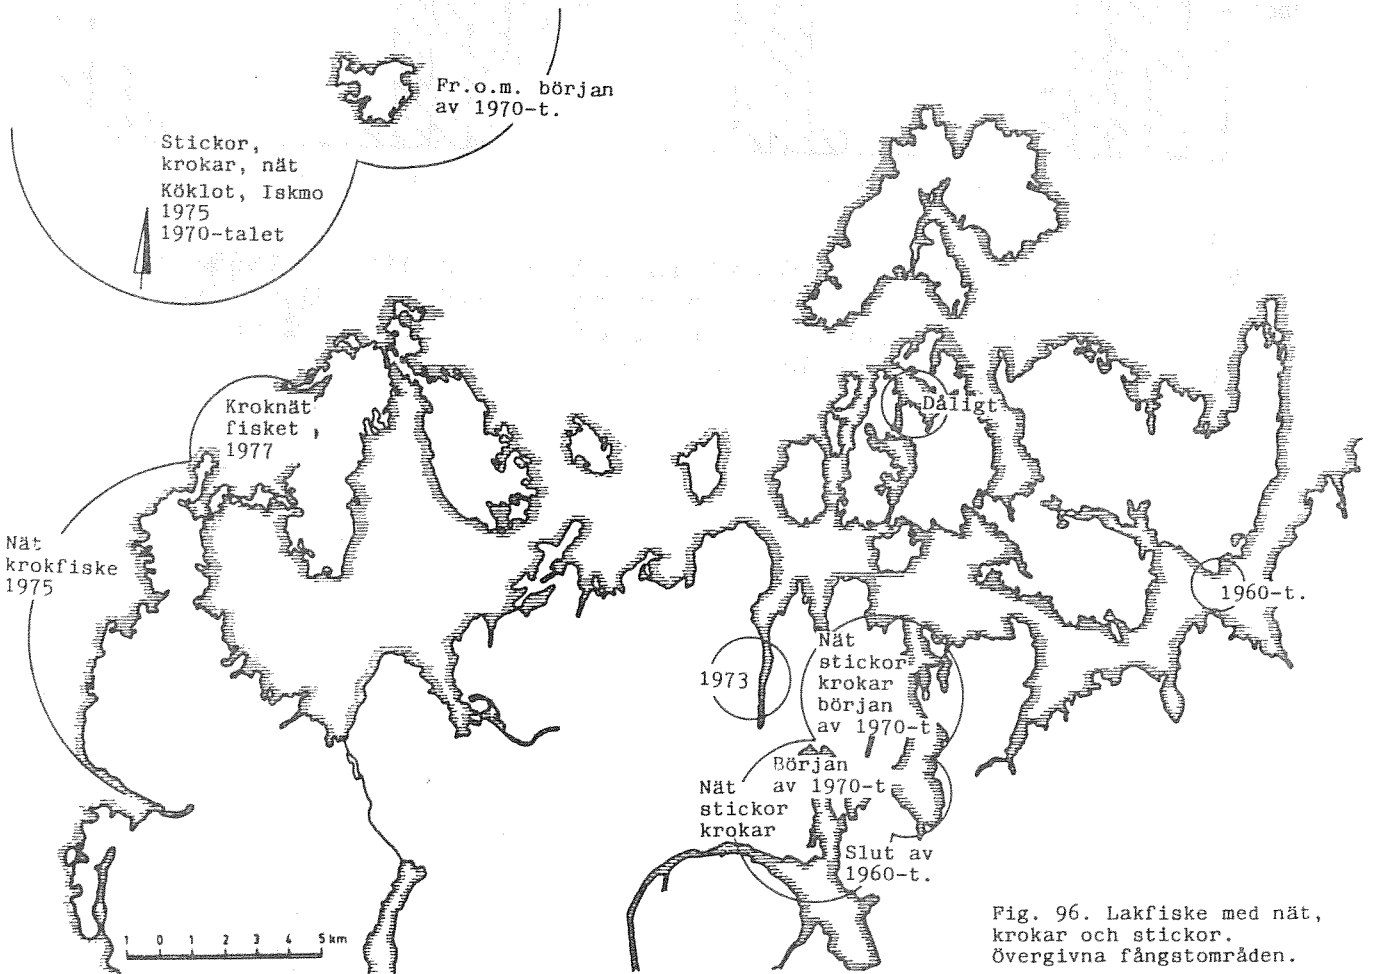 Fr.o.m. början
av 1970-t.
Stickor,
krokar, nät
Köklot, Iskmo
1975
1970-talet
Kroknät
fisket
1977
Dåligt
Nät
krokfiske
1975
1960-t.
1973
Nät
stickor
krokar
början
av 1970-t
Början
av 1970-t
Nät
stickor
krokar
Slut av
1960-t.
1 0 1 2 3 4 5 km
Fig. 96. Lakfiske med nät,
krokar och stickor.
Övergivna fångstområden.